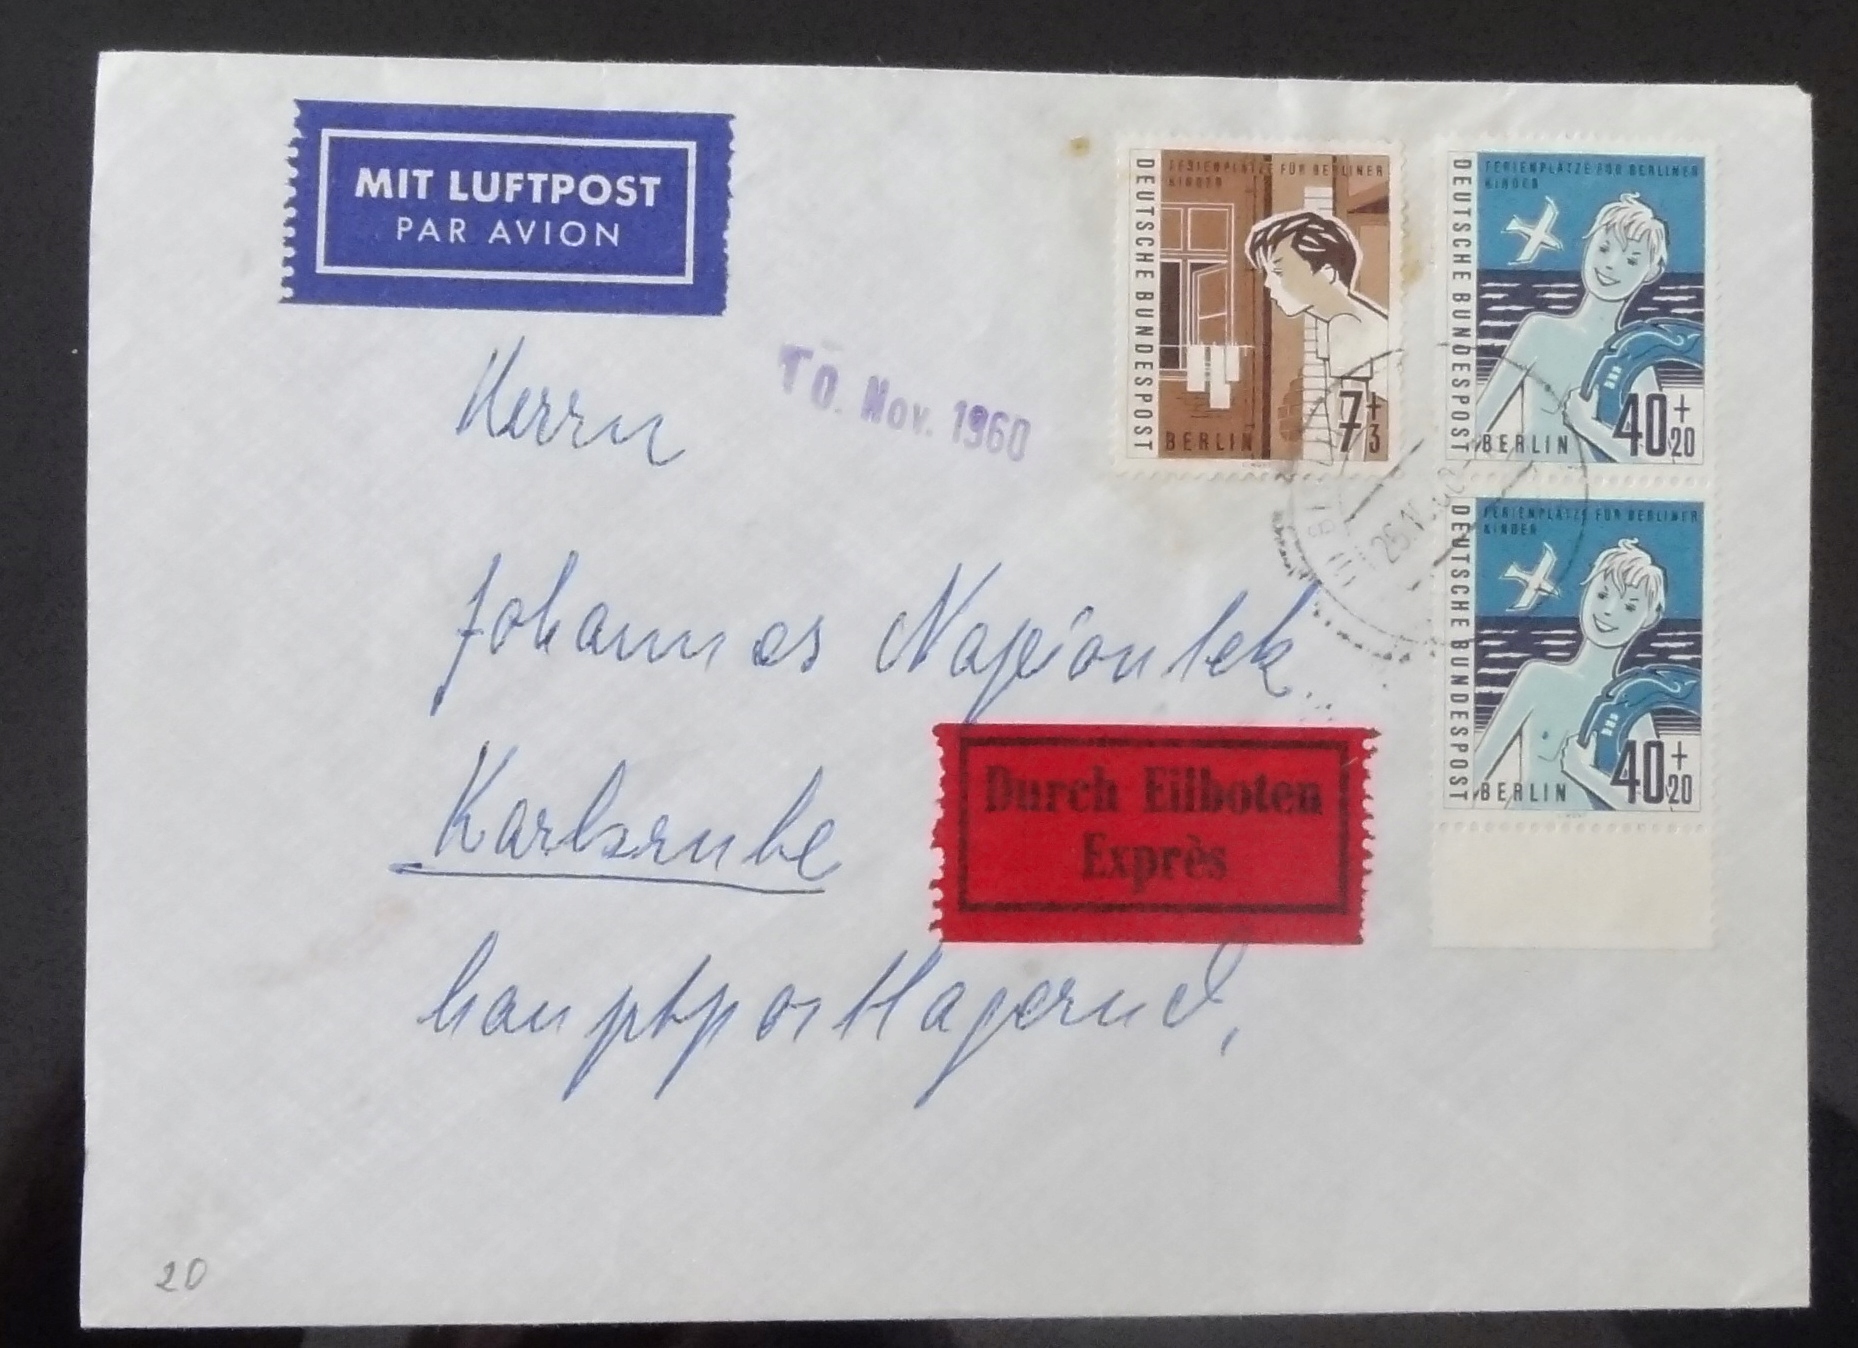 MIT LUFTPOST
PAR AVION
FERIENPLÄTZE FÜR BERLINER
KINDER
DEUTSCHE BUNDESPOST
BERLIN
7+3
FERIENPLÄTZE FÜR BERLINER
KINDER
DEUTSCHE BUNDESPOST
BERLIN
40+20
FERIENPLÄTZE FÜR BERLINER
KINDER
DEUTSCHE BUNDESPOST
BERLIN
40+20
10. Nov. 1960
Herrn
Johannes Napiontek
Karlsruhe
Durch Eilboten
Exprès
hauptpostlagernd,
20